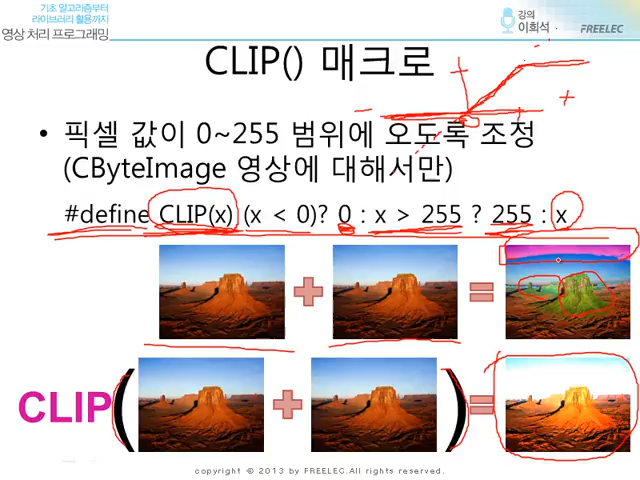 기초 알고리즘부터
라이브러리 활용까지
영상 처리 프로그래밍
강의
이희석
FREELEC
CLIP() 매크로
• 픽셀 값이 0~255 범위에 오도록 조정
(CByteImage 영상에 대해서만)
#define CLIP(x) (x < 0)? 0 : x > 255 ? 255 : x
CLIP( + ) =
copyright ⓒ 2013 by FREELEC.All rights reserved.